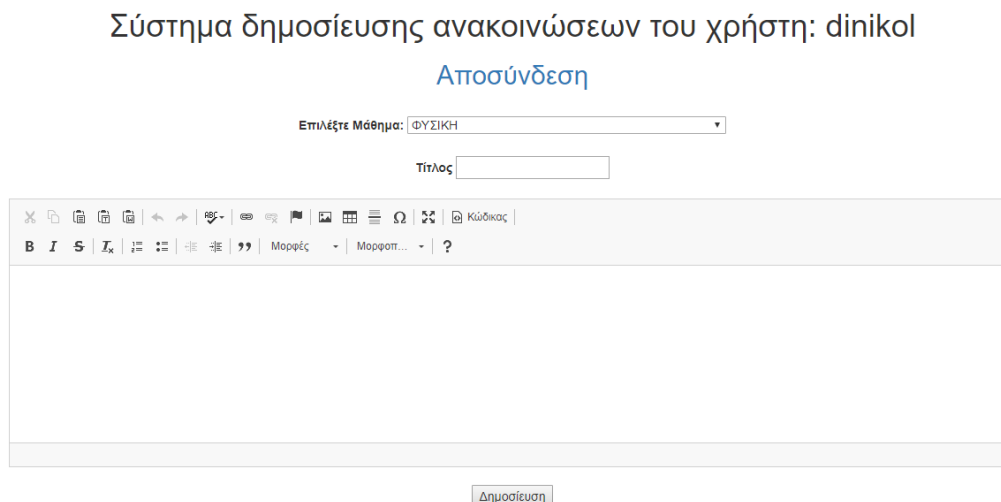 Σύστημα δημοσίευσης ανακοινώσεων του χρήστη: dinikol
Αποσύνδεση
Επιλέξτε Μάθημα: ΦΥΣΙΚΗ
Τίτλος
Κώδικας
Μορφές Μορφοπ...
Δημοσίευση